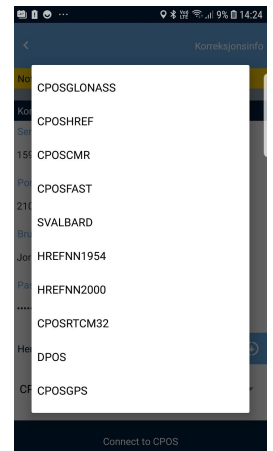 9% 14:24
Korreksjonsinfo
CPOSGLONASS
CPOSHREF
CPOSCMR
CPOSFAST
SVALBARD
HREFNN1954
HREFNN2000
CPOSRTCM32
DPOS
CPOSGPS
Connect to CPOS